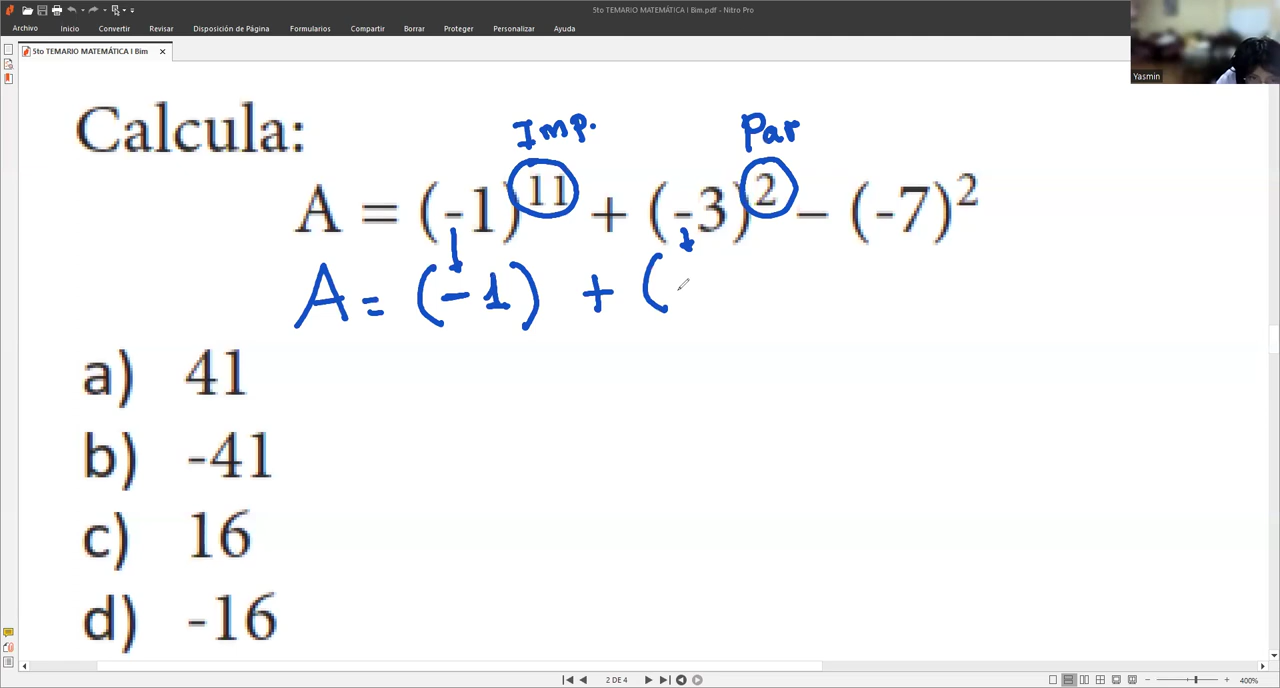 5to TEMARIO MATEMÁTICA I Bim.pdf - Nitro Pro
Archivo Inicio Convertir Revisar Disposición de Página Formularios Compartir Borrar Proteger Personalizar Ayuda
5to TEMARIO MATEMÁTICA I Bim
Yasmin
Calcula:
Imp. Par
A = (-1)^11 + (-3)^2 − (-7)^2
A = (-1) + (
a) 41
b) -41
c) 16
d) -16
2 DE 4
400%